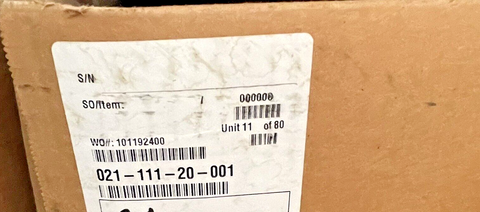 S/N
SO/Item: / 000000
Unit 11 of 80
WO#: 101192400
021-111-20-001